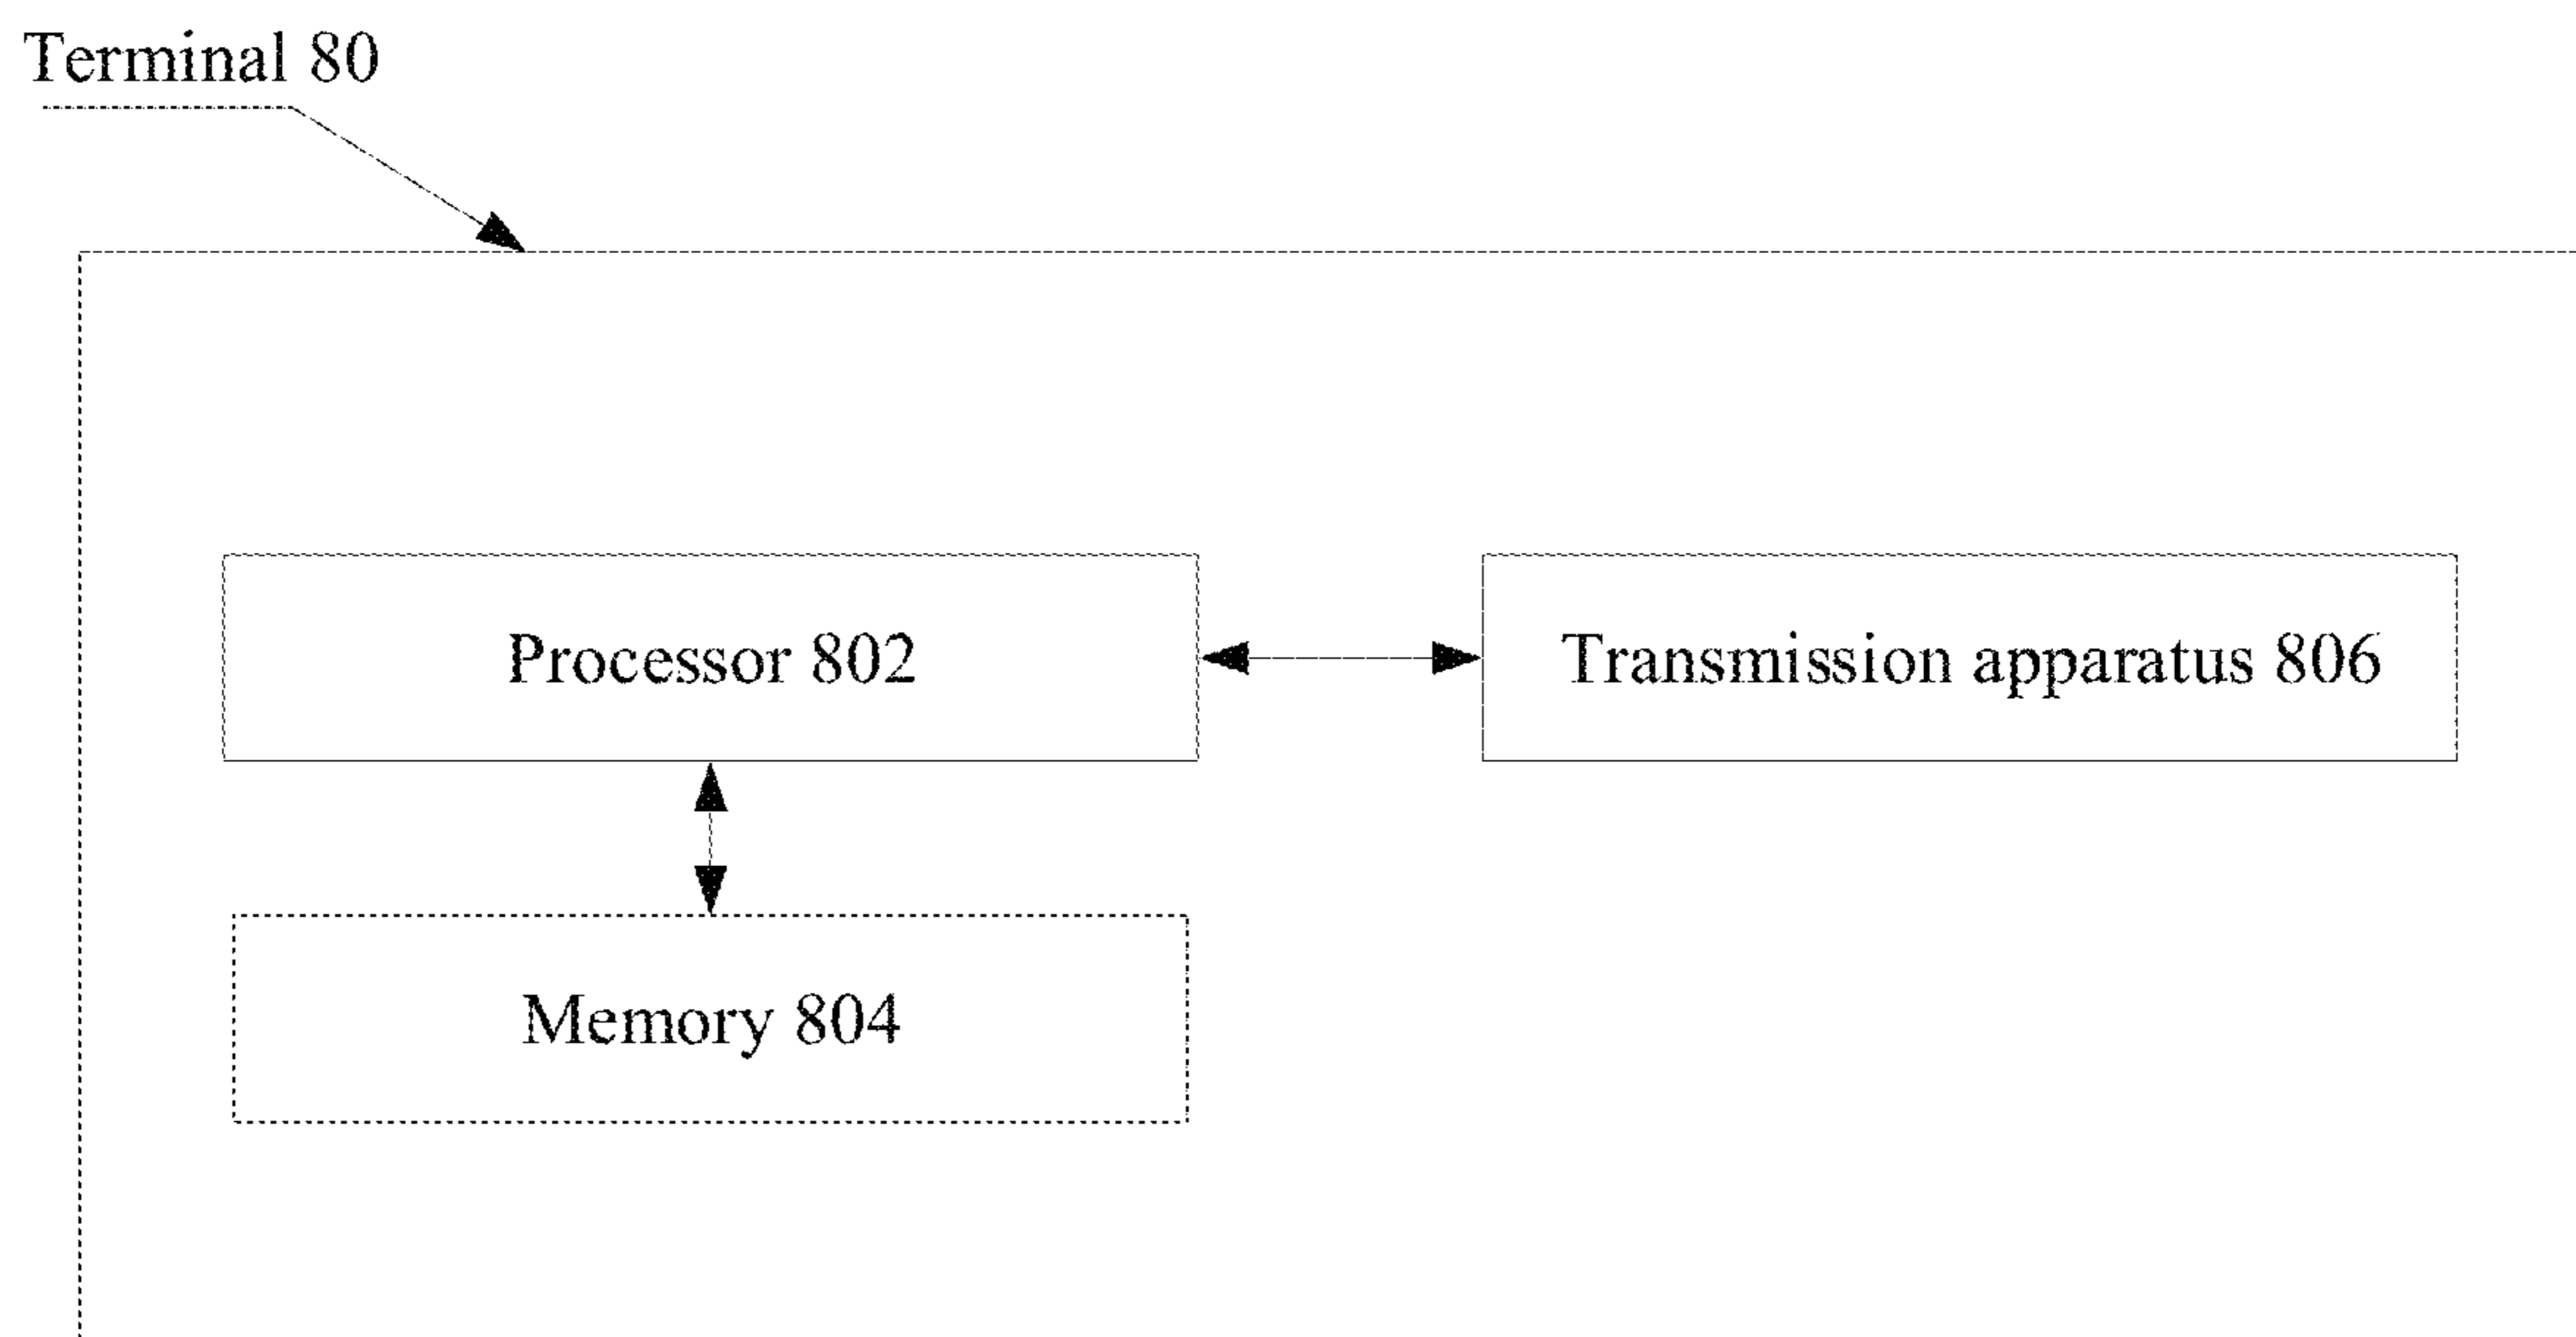 Terminal 80
Processor 802
Transmission apparatus 806
Memory 804